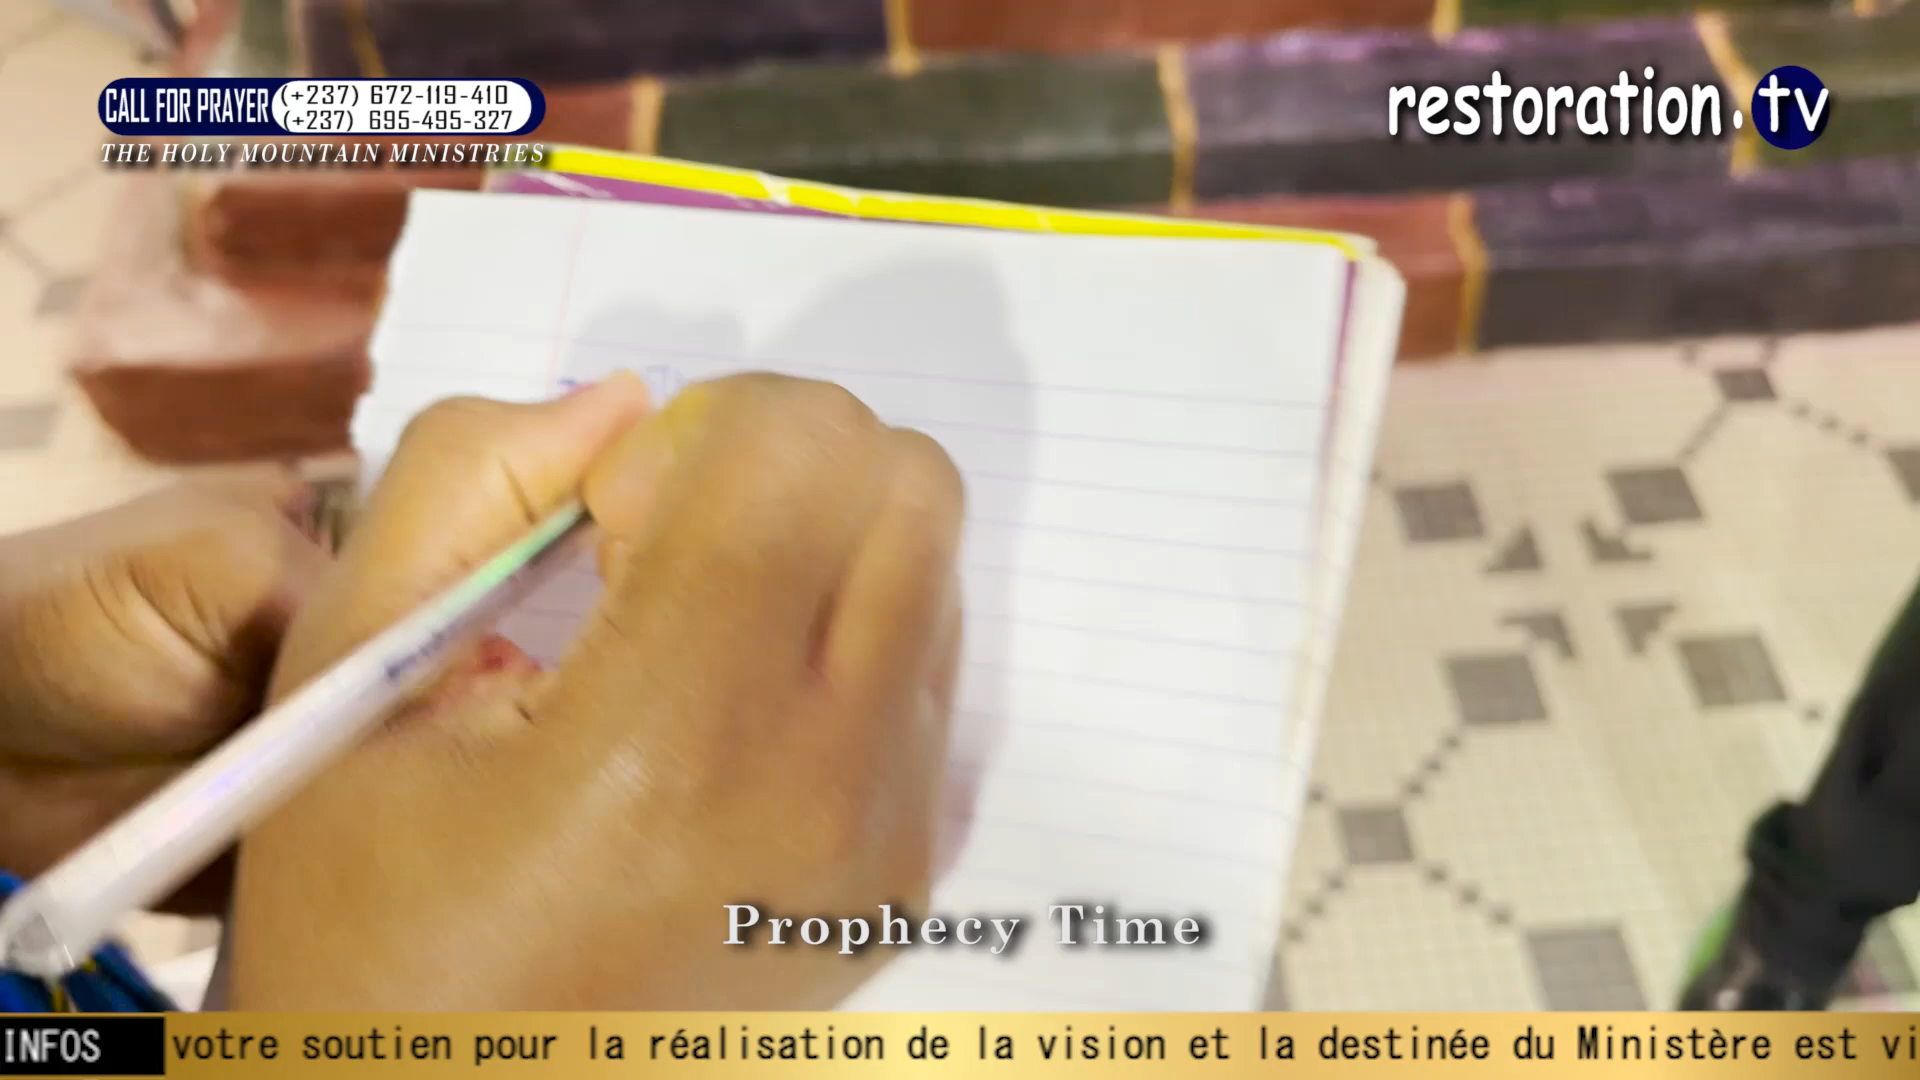 CALL FOR PRAYER
(+237) 672-119-410
(+237) 695-495-327
THE HOLY MOUNTAIN MINISTRIES
restoration.tv
Prophecy Time
INFOS votre soutien pour la réalisation de la vision et la destinée du Ministère est vi